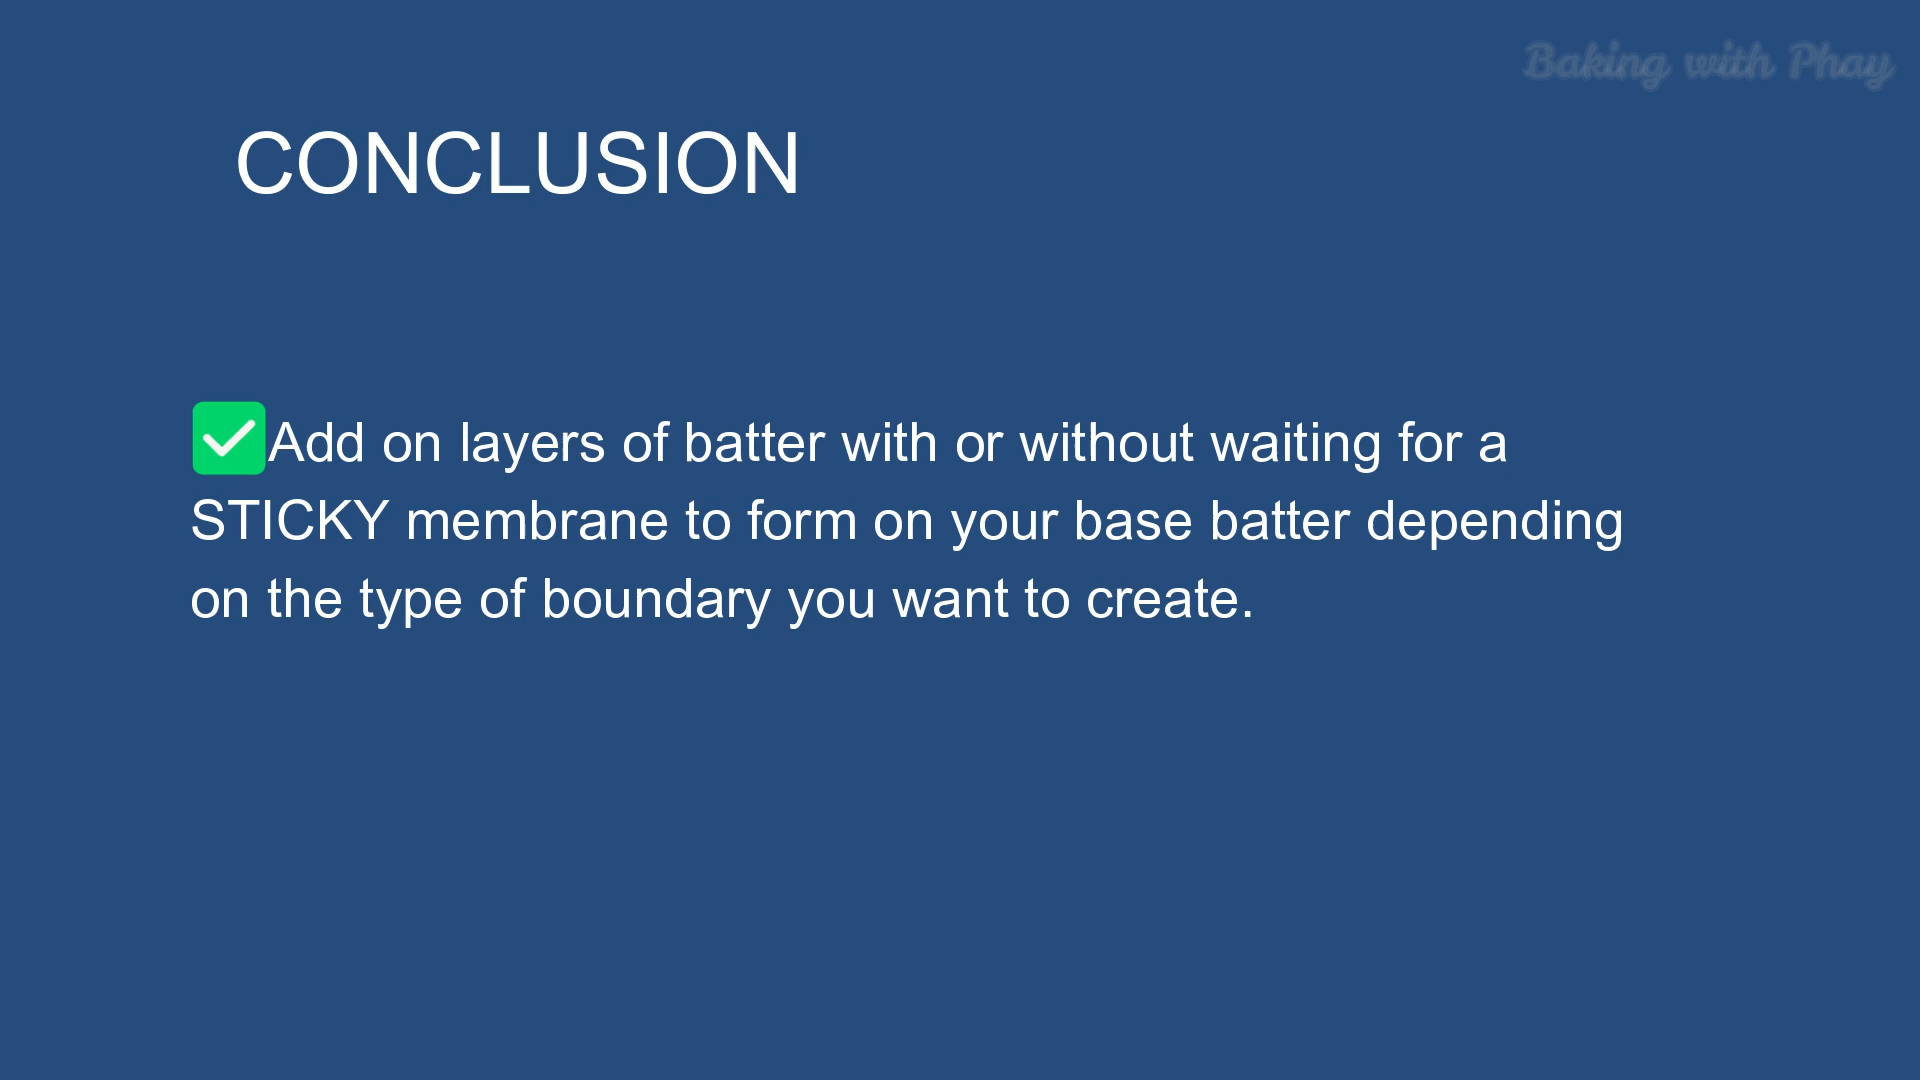 Baking with Phay
CONCLUSION
✅Add on layers of batter with or without waiting for a
STICKY membrane to form on your base batter depending
on the type of boundary you want to create.